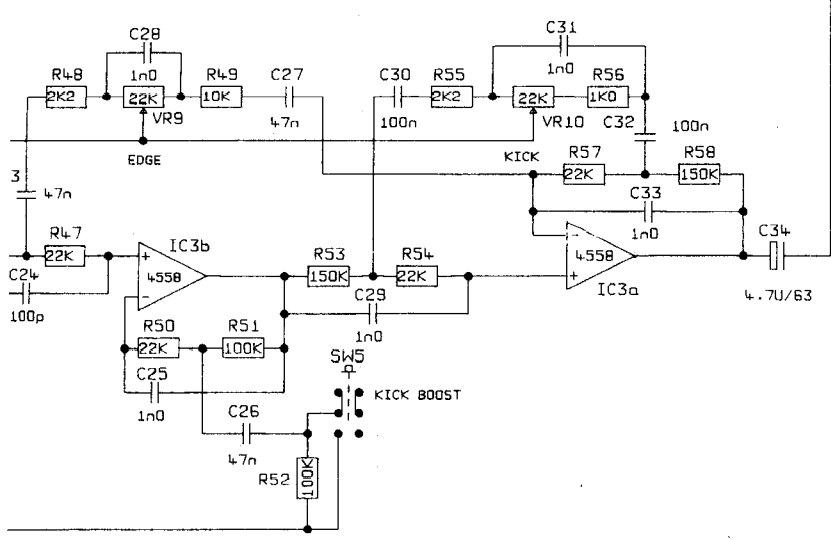 C28
1n0
R48
2K2
22K
VR9
R49
10K
C27
47n
EDGE
C30
100n
R55
2K2
C31
1n0
22K
VR10
R56
1K0
C32
100n
KICK
R57
22K
R58
150K
C33
1n0
3
47n
R47
22K
C24
100p
IC3b
4558
+
-
R53
150K
R54
22K
C29
1n0
-
+
4558
IC3a
C34
4.7U/63
R50
22K
R51
100K
C25
1n0
SW5
KICK BOOST
C26
47n
R52
100K